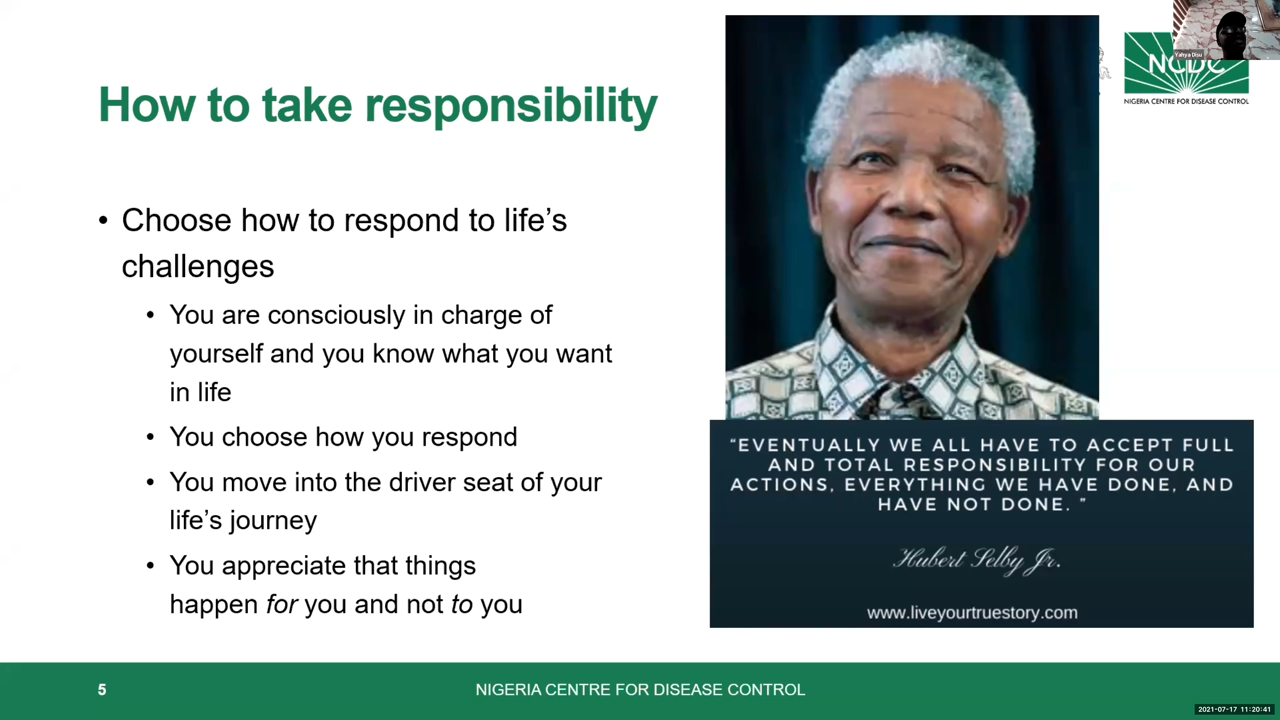 How to take responsibility
• Choose how to respond to life’s
challenges
• You are consciously in charge of
yourself and you know what you want
in life
• You choose how you respond
• You move into the driver seat of your
life’s journey
• You appreciate that things
happen for you and not to you
Yahya Disu
NCDC
NIGERIA CENTRE FOR DISEASE CONTROL
“EVENTUALLY WE ALL HAVE TO ACCEPT FULL
AND TOTAL RESPONSIBILITY FOR OUR
ACTIONS, EVERYTHING WE HAVE DONE, AND
HAVE NOT DONE. ”
Hubert Selby Jr.
www.liveyourtruestory.com
5
NIGERIA CENTRE FOR DISEASE CONTROL
2021-07-17 11:20:41